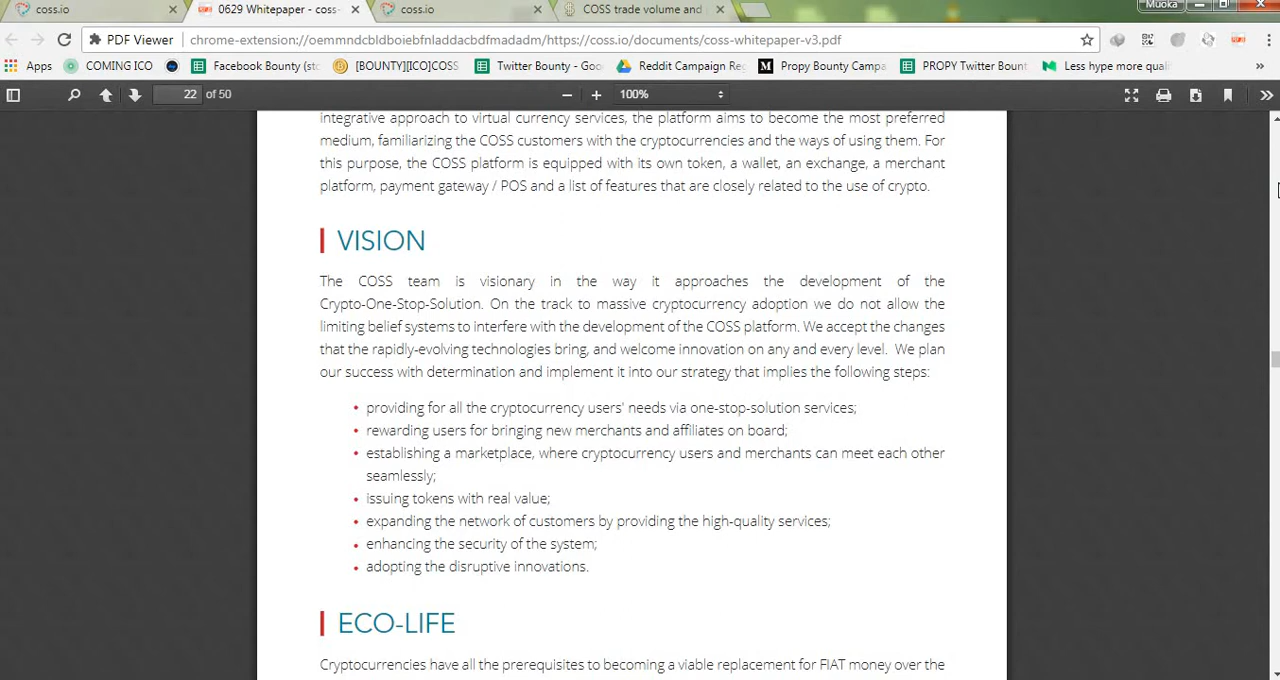 coss.io
0629 Whitepaper - coss-
coss.io
COSS trade volume and
Muoka
PDF Viewer
chrome-extension://oemmndcbldboiebfnladdacbdfmadadm/https://coss.io/documents/coss-whitepaper-v3.pdf
Apps
COMING ICO
Facebook Bounty (sto
[BOUNTY][ICO]COSS
Twitter Bounty - Goo
Reddit Campaign Reg
Propy Bounty Campa
PROPY Twitter Bount
Less hype more quali
22 of 50
100%
integrative approach to virtual currency services, the platform aims to become the most preferred
medium, familiarizing the COSS customers with the cryptocurrencies and the ways of using them. For
this purpose, the COSS platform is equipped with its own token, a wallet, an exchange, a merchant
platform, payment gateway / POS and a list of features that are closely related to the use of crypto.
VISION
The COSS team is visionary in the way it approaches the development of the
Crypto-One-Stop-Solution. On the track to massive cryptocurrency adoption we do not allow the
limiting belief systems to interfere with the development of the COSS platform. We accept the changes
that the rapidly-evolving technologies bring, and welcome innovation on any and every level. We plan
our success with determination and implement it into our strategy that implies the following steps:
• providing for all the cryptocurrency users' needs via one-stop-solution services;
• rewarding users for bringing new merchants and affiliates on board;
• establishing a marketplace, where cryptocurrency users and merchants can meet each other
seamlessly;
• issuing tokens with real value;
• expanding the network of customers by providing the high-quality services;
• enhancing the security of the system;
• adopting the disruptive innovations.
ECO-LIFE
Cryptocurrencies have all the prerequisites to becoming a viable replacement for FIAT money over the